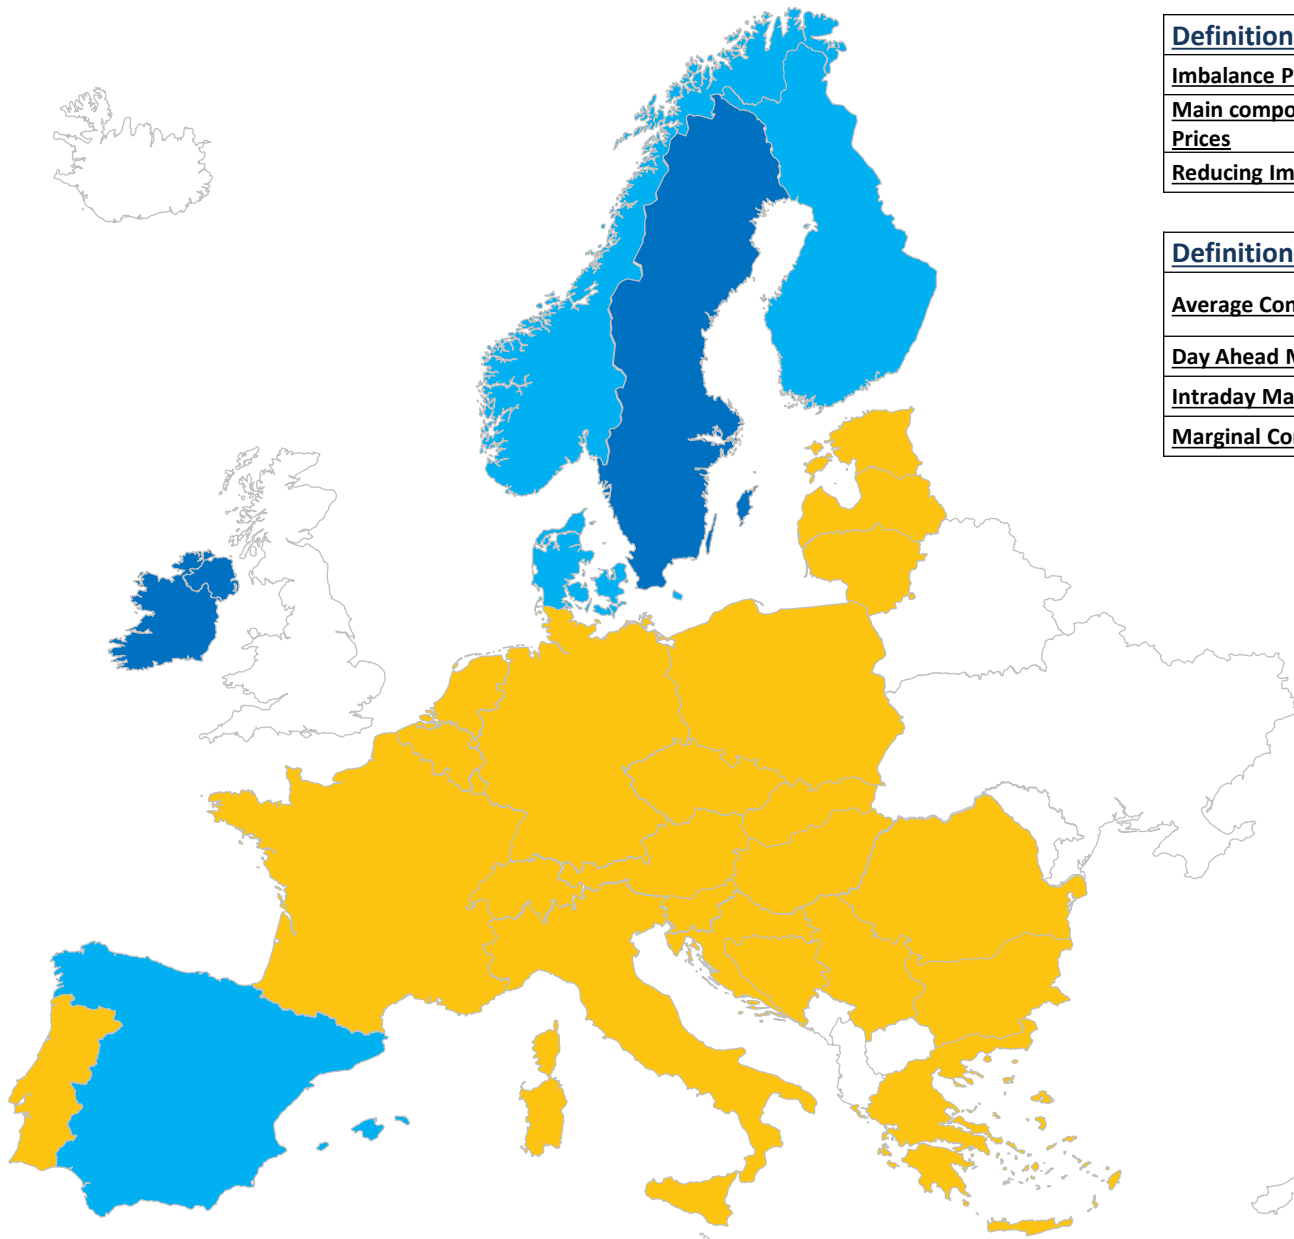 Definition
Imbalance P
Main compo
Prices
Reducing Im
Definition
Average Con
Day Ahead M
Intraday Ma
Marginal Co